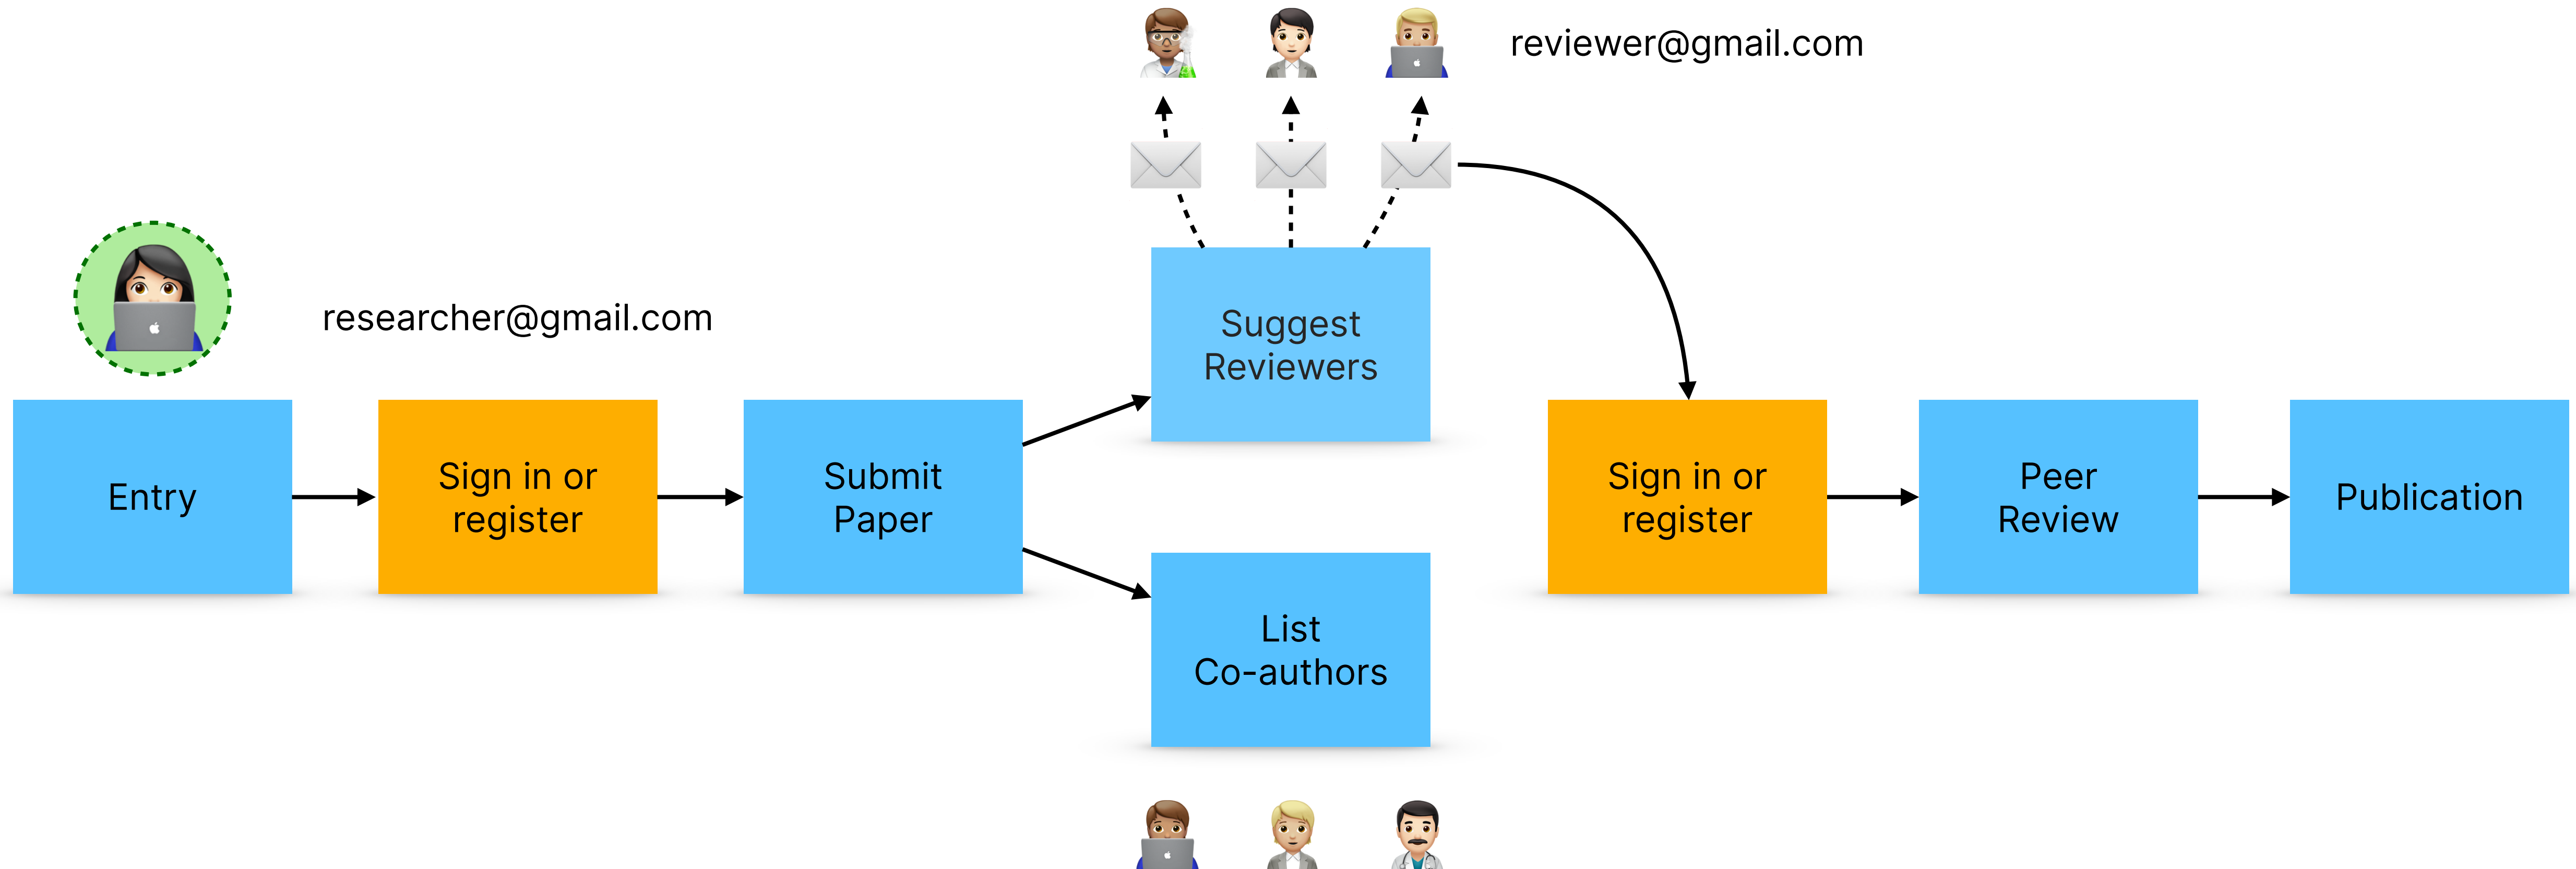 reviewer@gmail.com
researcher@gmail.com
Entry
Sign in or
register
Submit
Paper
Suggest
Reviewers
List
Co-authors
Sign in or
register
Peer
Review
Publication